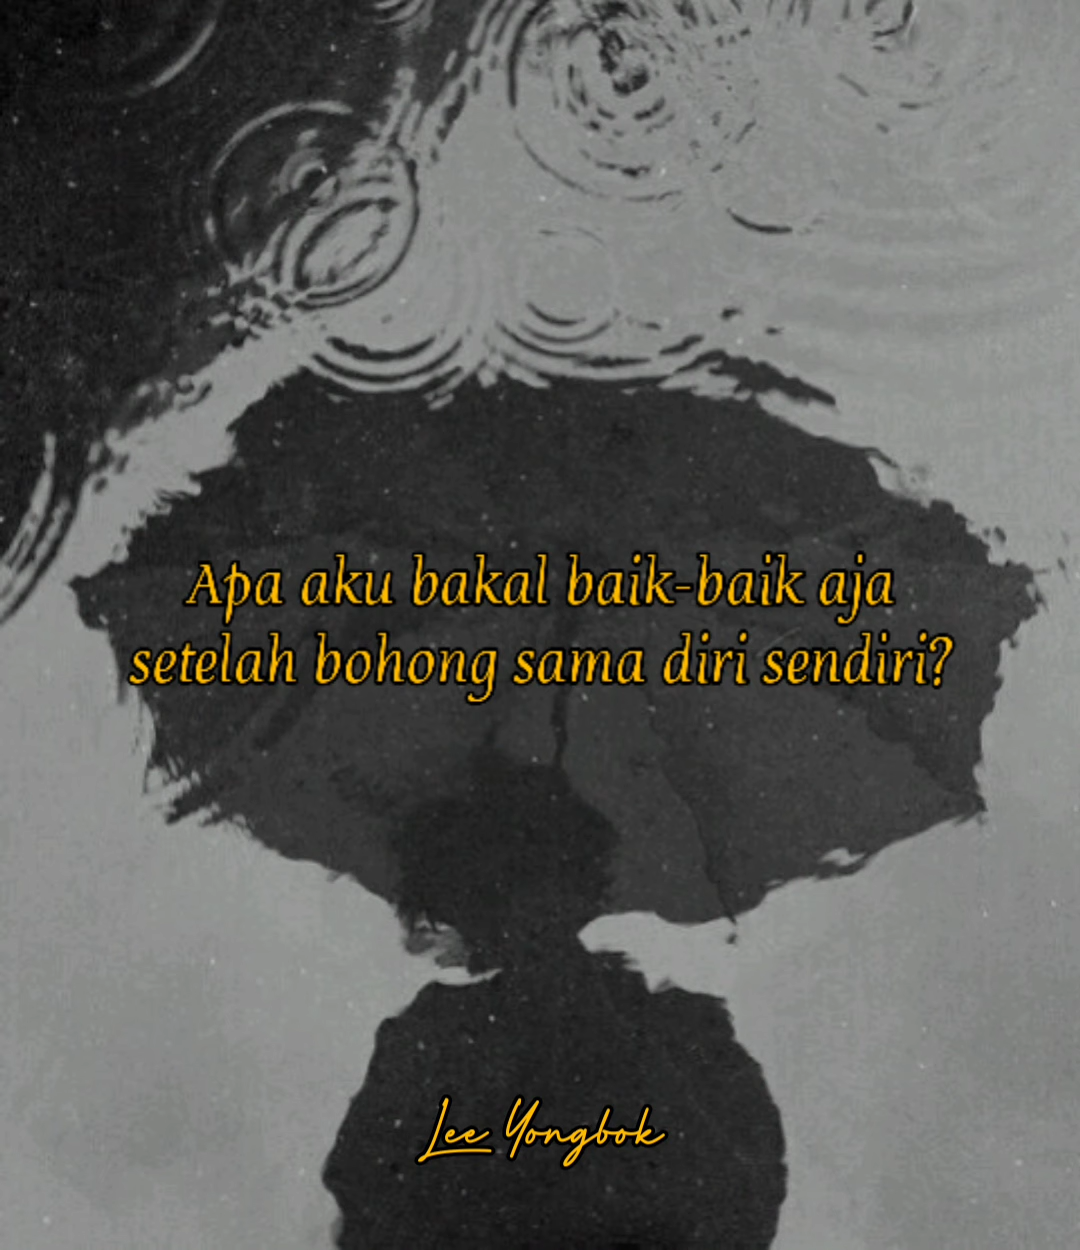 Apa aku bakal baik-baik aja
setelah bohong sama diri sendiri?
Lee Yongbok